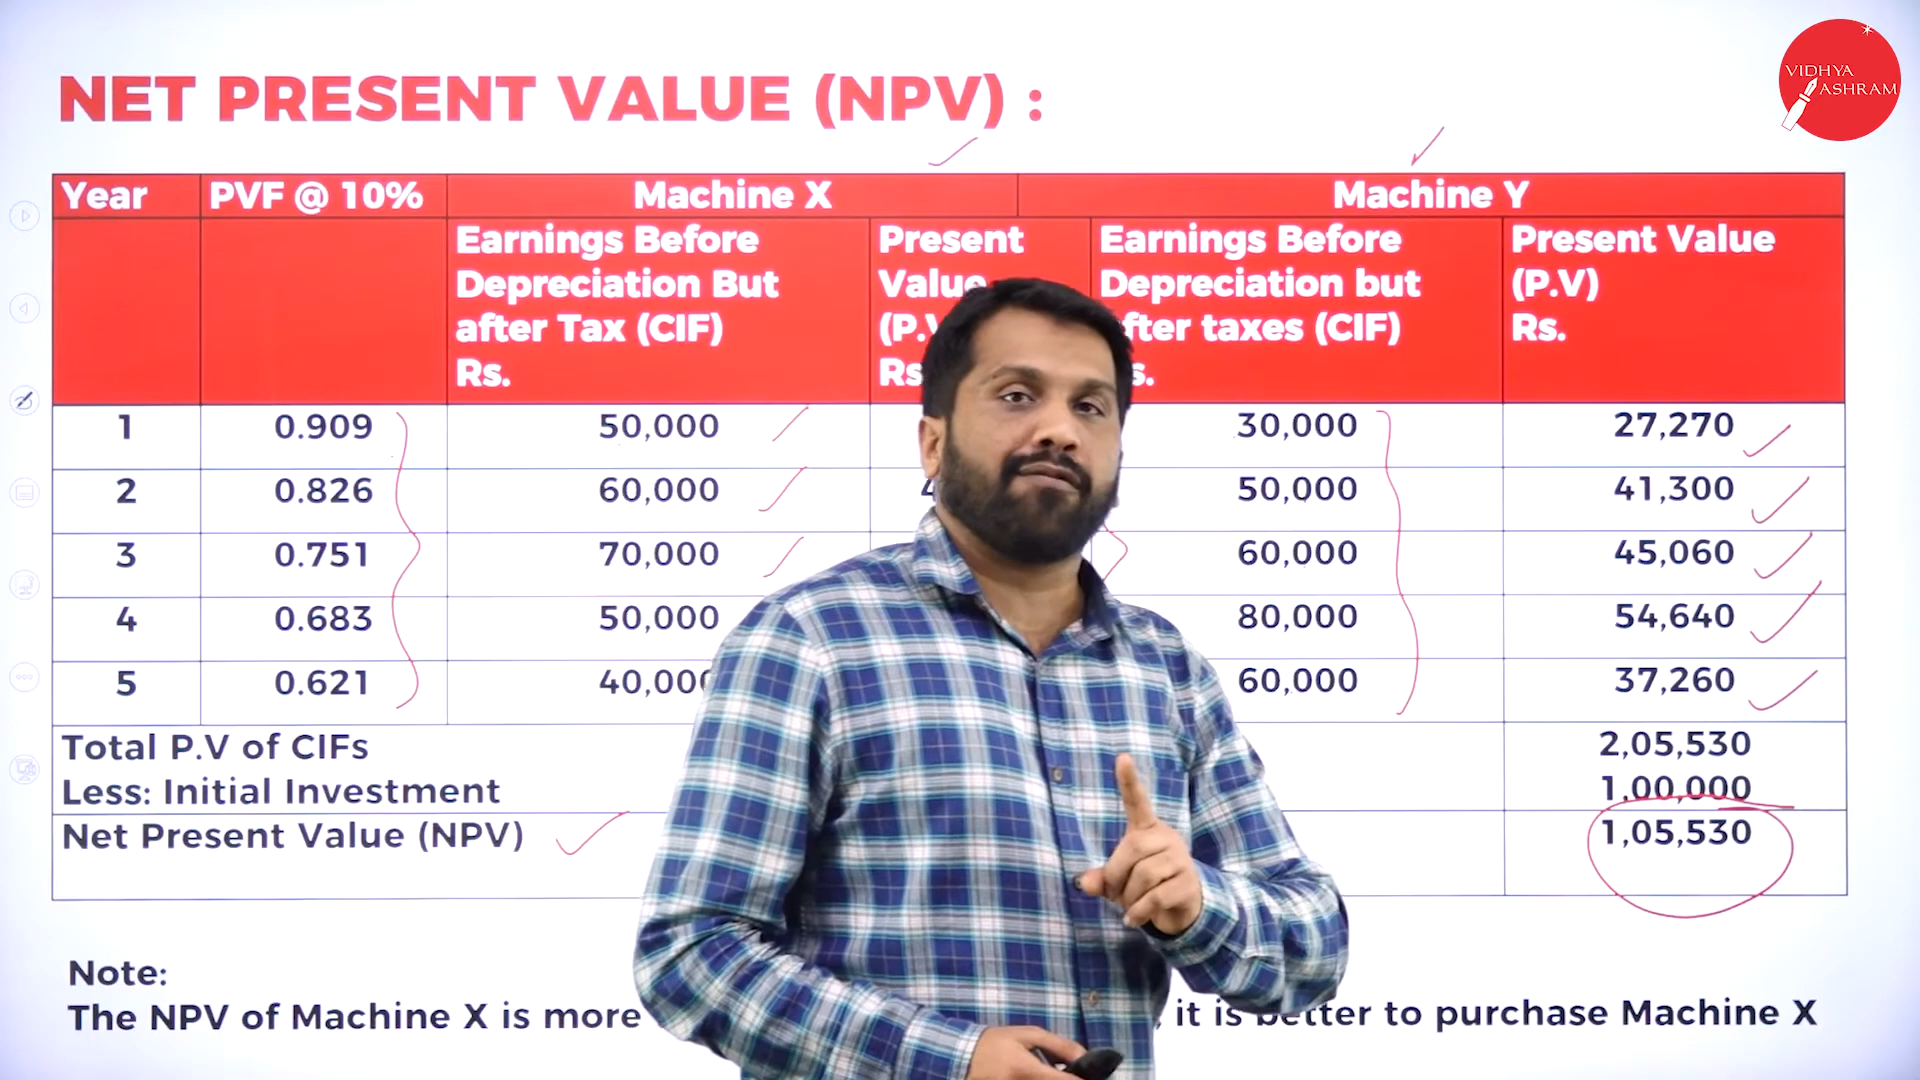 VIDHYA
ASHRAM
NET PRESENT VALUE (NPV) :
Year PVF @ 10% Machine X Machine Y
Earnings Before Present Earnings Before Present Value
Depreciation But Value Depreciation but (P.V)
after Tax (CIF) taxes (CIF) Rs.
Rs.
1 0.909 50,000 30,000 27,270
2 0.826 60,000 50,000 41,300
3 0.751 70,000 60,000 45,060
4 0.683 50,000 80,000 54,640
5 0.621 60,000 37,260
Total P.V of CIFs 2,05,530
Less: Initial Investment 1,00,000
Net Present Value (NPV) 1,05,530
Note:
The NPV of Machine X is more it is better to purchase Machine X